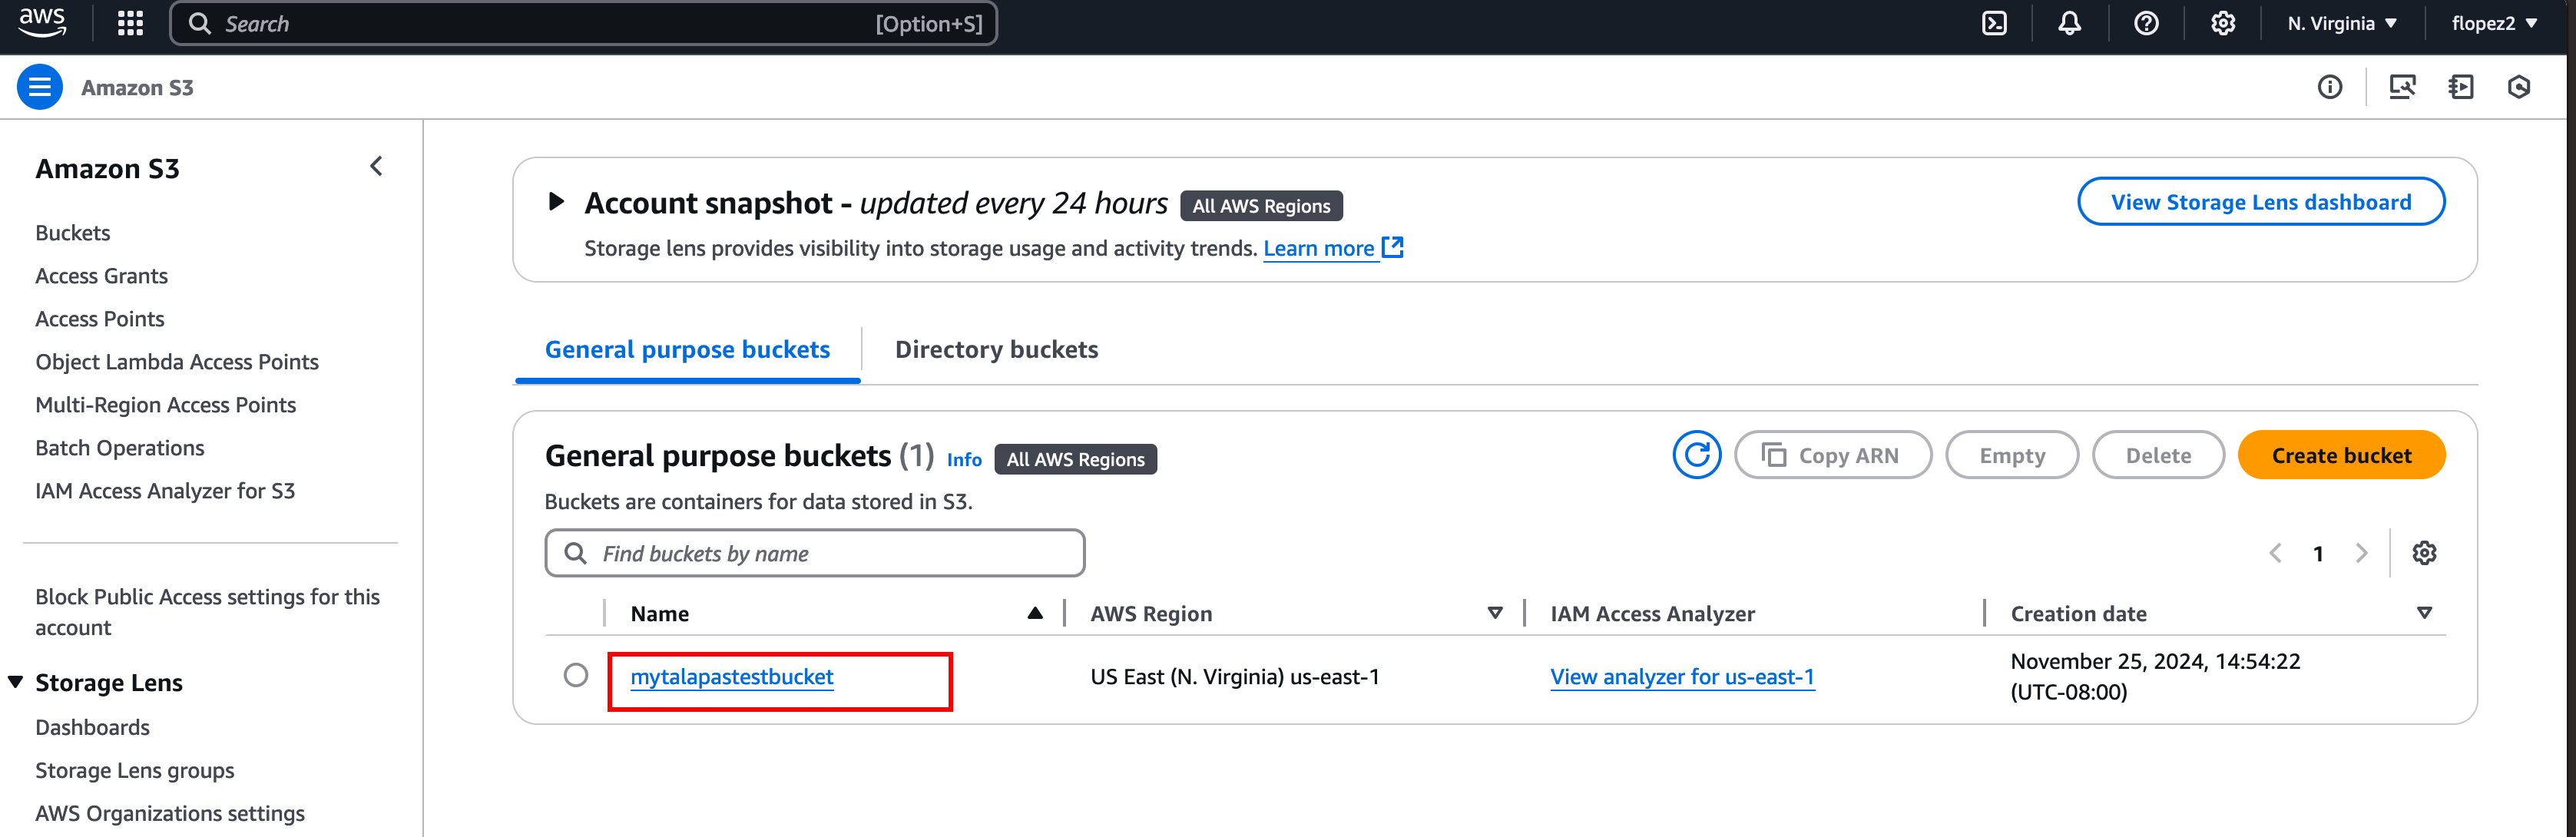 aws
Search [Option+S]
N. Virginia
flopez2
Amazon S3
Amazon S3
Buckets
Access Grants
Access Points
Object Lambda Access Points
Multi-Region Access Points
Batch Operations
IAM Access Analyzer for S3
Block Public Access settings for this
account
Storage Lens
Dashboards
Storage Lens groups
AWS Organizations settings
Account snapshot - updated every 24 hours All AWS Regions
View Storage Lens dashboard
Storage lens provides visibility into storage usage and activity trends. Learn more
General purpose buckets
Directory buckets
General purpose buckets (1) Info All AWS Regions
Copy ARN
Empty
Delete
Create bucket
Buckets are containers for data stored in S3.
Find buckets by name
1
Name AWS Region IAM Access Analyzer Creation date
mytalapastestbucket US East (N. Virginia) us-east-1 View analyzer for us-east-1 November 25, 2024, 14:54:22
(UTC-08:00)